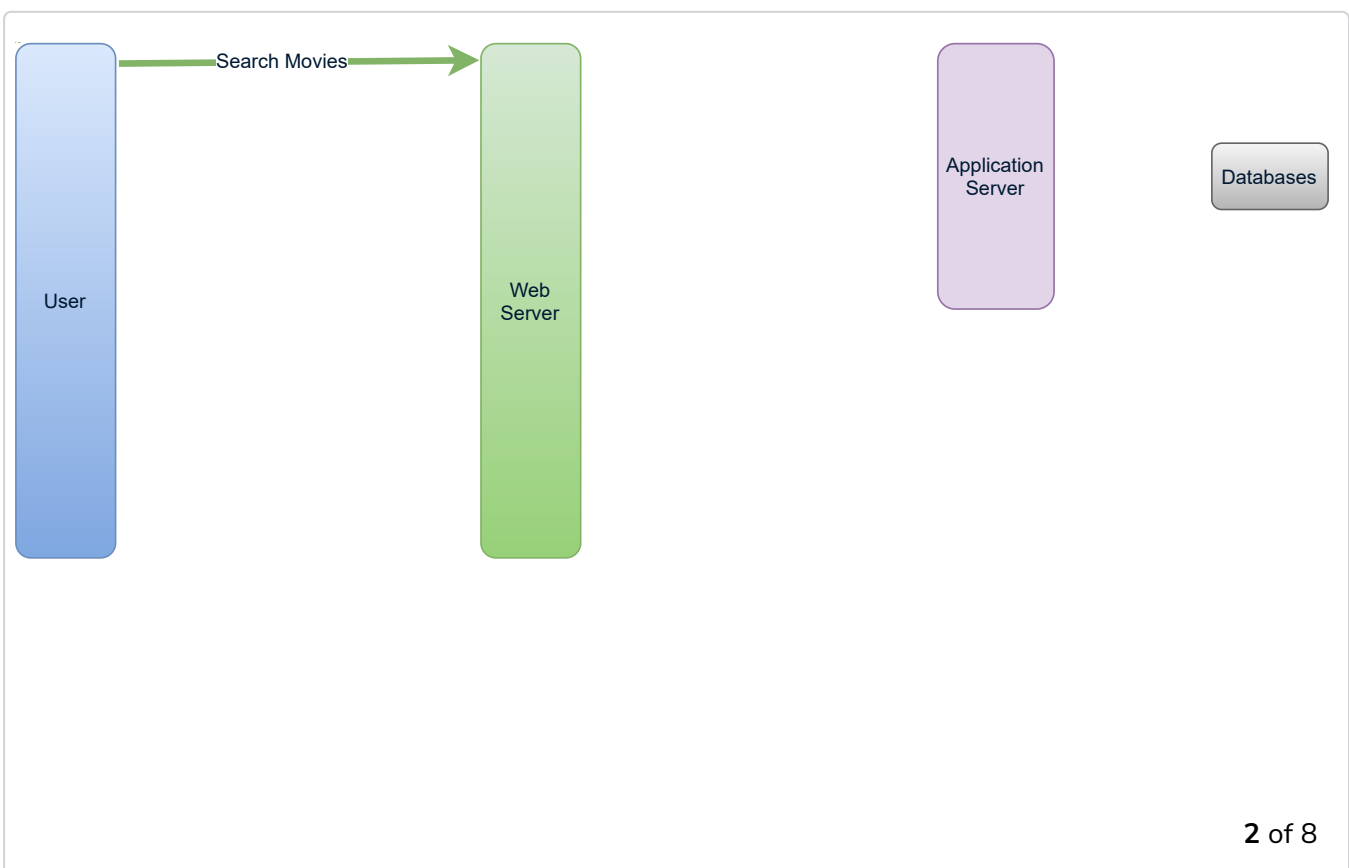 Search Movies
Application
Server
Databases
User
Web
Server
2 of 8